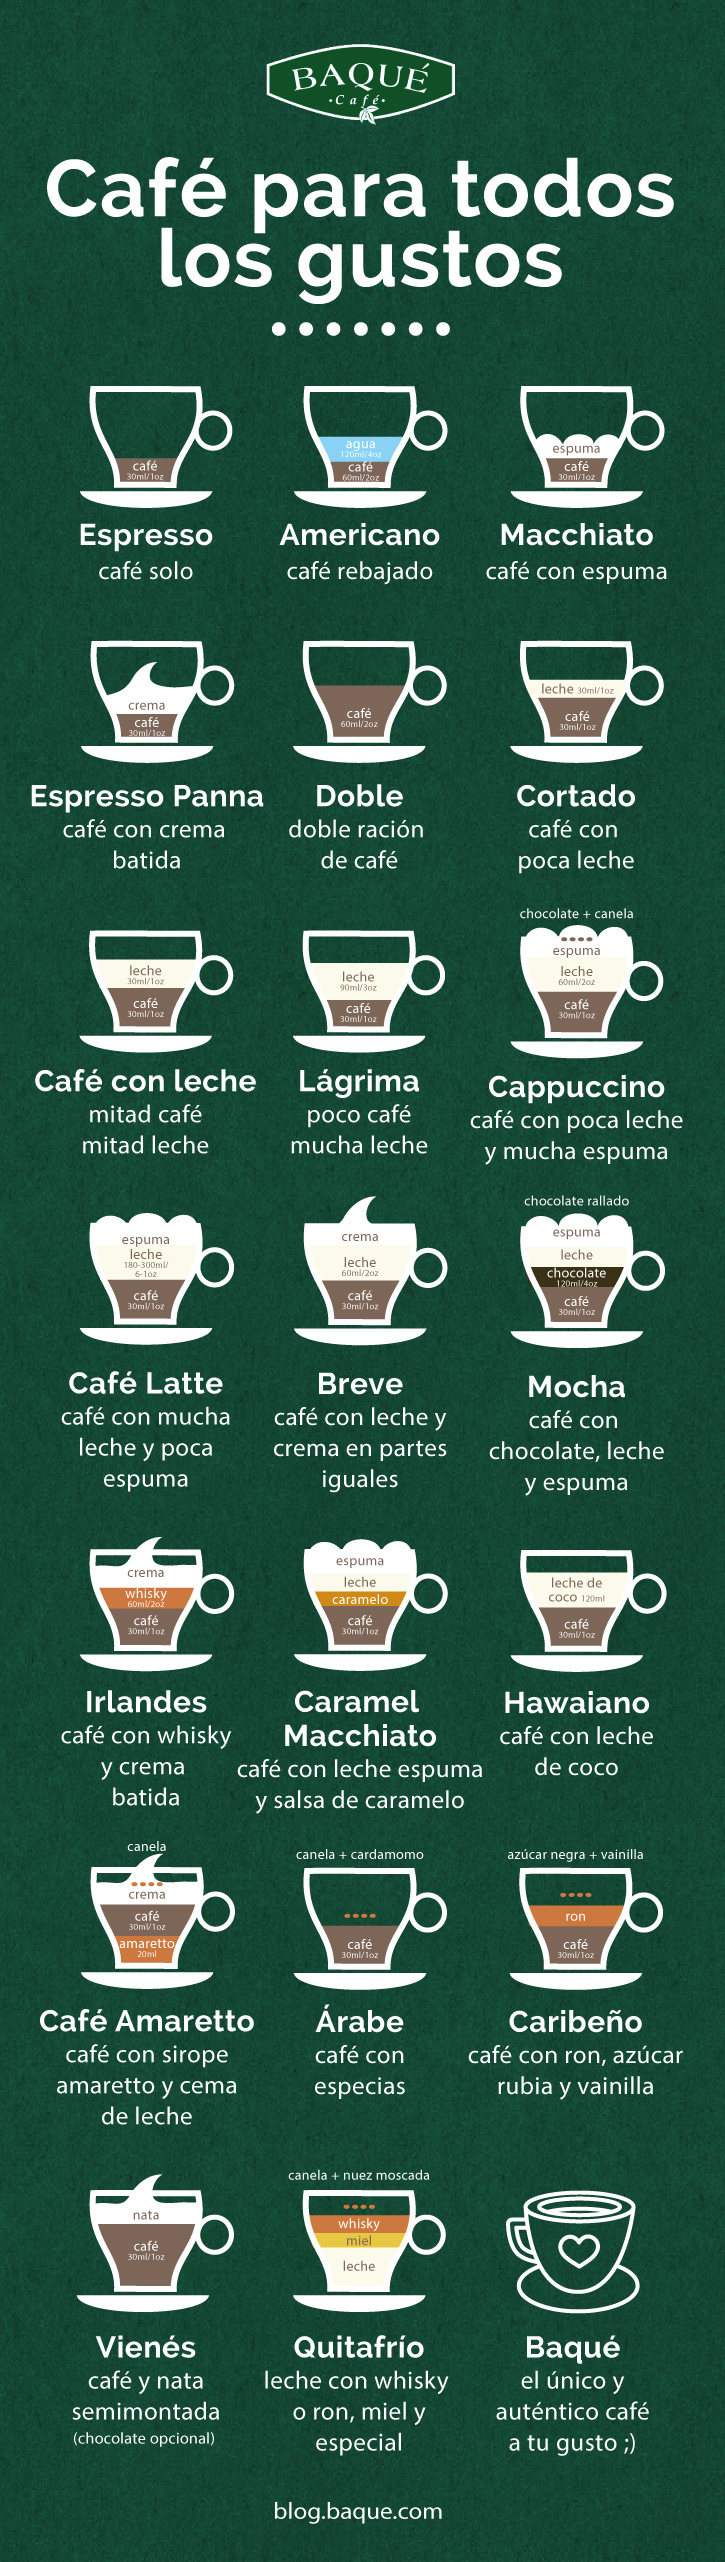 BAQUÉ
·Café·
Café para todos
los gustos
café
30ml/1oz
Espresso
café solo
agua
120ml/4oz
café
60ml/2oz
Americano
café rebajado
espuma
café
30ml/1oz
Macchiato
café con espuma
crema
café
30ml/1oz
Espresso Panna
café con crema
batida
café
60ml/2oz
Doble
doble ración
de café
leche 30ml/1oz
café
30ml/1oz
Cortado
café con
poca leche
leche
30ml/1oz
café
30ml/1oz
Café con leche
mitad café
mitad leche
leche
90ml/3oz
café
30ml/1oz
Lágrima
poco café
mucha leche
chocolate + canela
espuma
leche
60ml/2oz
café
30ml/1oz
Cappuccino
café con poca leche
y mucha espuma
espuma
leche
180-300ml/
6-1oz
café
30ml/1oz
Café Latte
café con mucha
leche y poca
espuma
crema
leche
60ml/2oz
café
30ml/1oz
Breve
café con leche y
crema en partes
iguales
chocolate rallado
espuma
leche
chocolate
120ml/4oz
café
30ml/1oz
Mocha
café con
chocolate, leche
y espuma
crema
whisky
60ml/2oz
café
30ml/1oz
Irlandes
café con whisky
y crema
batida
espuma
leche
caramelo
café
30ml/1oz
Caramel
Macchiato
café con leche espuma
y salsa de caramelo
leche de
coco 120ml
café
30ml/1oz
Hawaiano
café con leche
de coco
canela
crema
café
30ml/1oz
amaretto
20ml
Café Amaretto
café con sirope
amaretto y cema
de leche
canela + cardamomo
café
30ml/1oz
Árabe
café con
especias
azúcar negra + vainilla
ron
café
30ml/1oz
Caribeño
café con ron, azúcar
rubia y vainilla
nata
café
30ml/1oz
Vienés
café y nata
semimontada
(chocolate opcional)
canela + nuez moscada
whisky
miel
leche
Quitafrío
leche con whisky
o ron, miel y
especial
Baqué
el único y
auténtico café
a tu gusto ;)
blog.baque.com